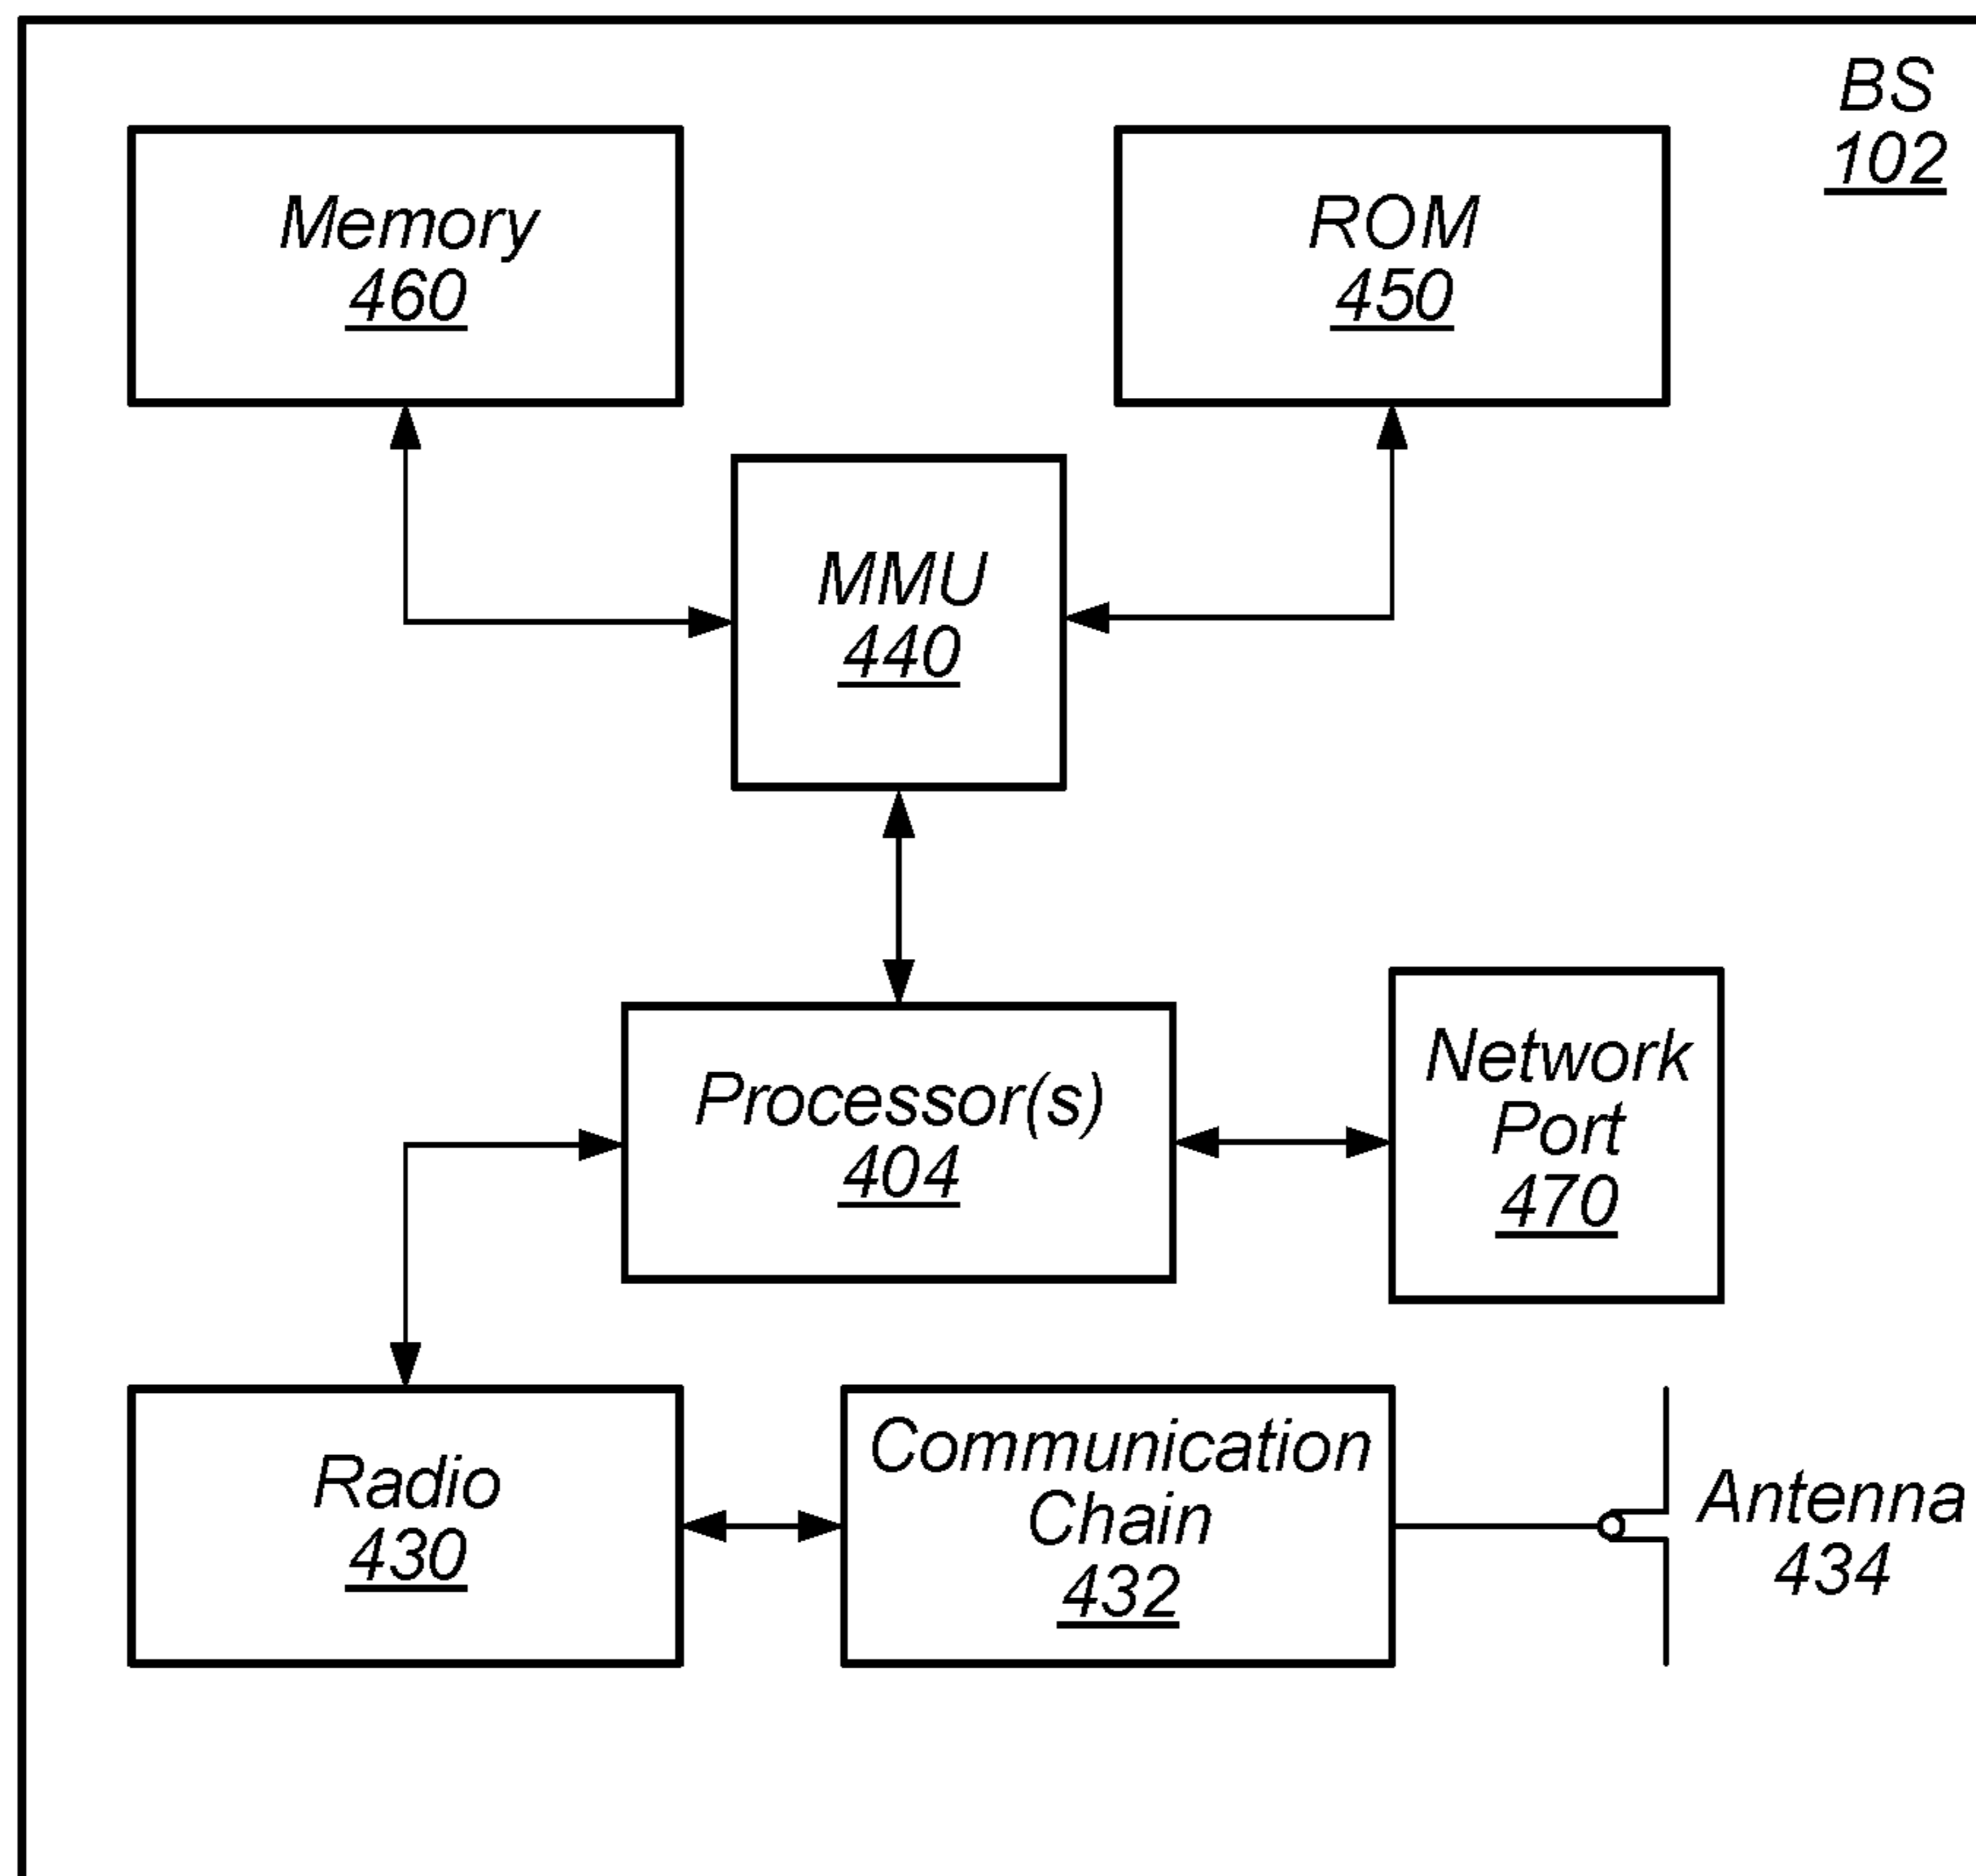 BS
102
Memory
460
ROM
450
MMU
440
Processor(s)
404
Network
Port
470
Radio
430
Communication
Chain
432
Antenna
434